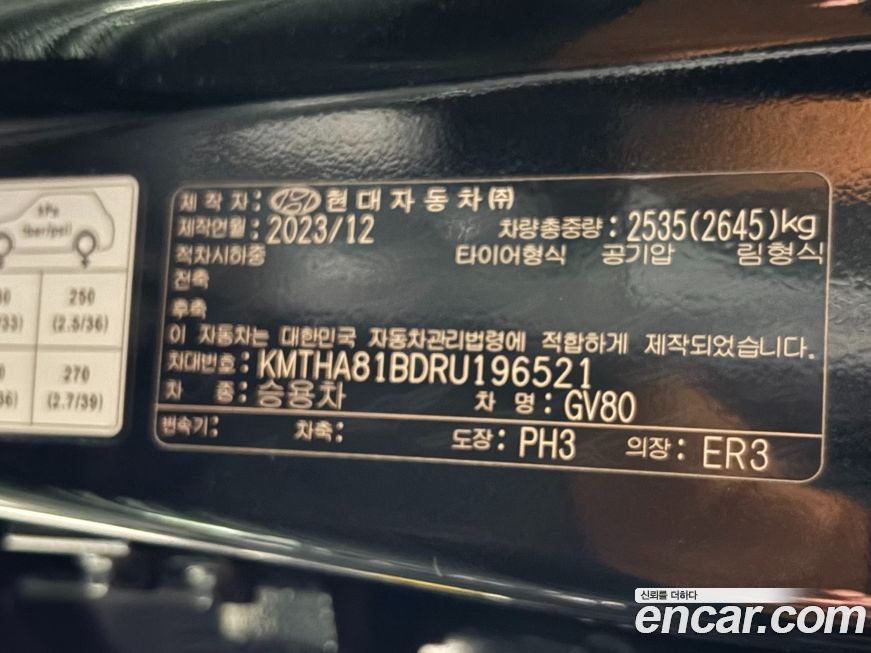 kPa
(bar/psi)
250
(2.5/36)
270
(2.7/39)
제작자: 현대자동차㈜
제작연월: 2023/12 차량총중량: 2535(2645)kg
적차시하중 타이어형식 공기압 림형식
전축
후축
이 자동차는 대한민국 자동차관리법령에 적합하게 제작되었습니다.
차대번호: KMTHA81BDRU196521
차 종: 승용차 차 명: GV80
변속기: 차축: 도장: PH3 의장: ER3
신뢰를 더하다
encar.com